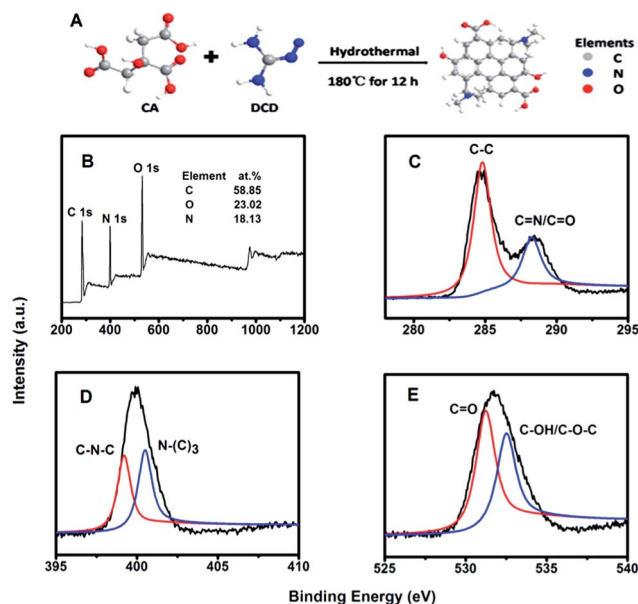 A
CA
+
DCD
Hydrothermal
180℃ for 12 h
Elements
C
N
O
B
C 1s
N 1s
O 1s
Element at.%
C 58.85
O 23.02
N 18.13
200 400 600 800 1000 1200
C
C-C
C=N/C=O
280 285 290 295
Intensity (a.u.)
D
C-N-C
N-(C)3
395 400 405 410
E
C=O
C-OH/C-O-C
525 530 535 540
Binding Energy (eV)